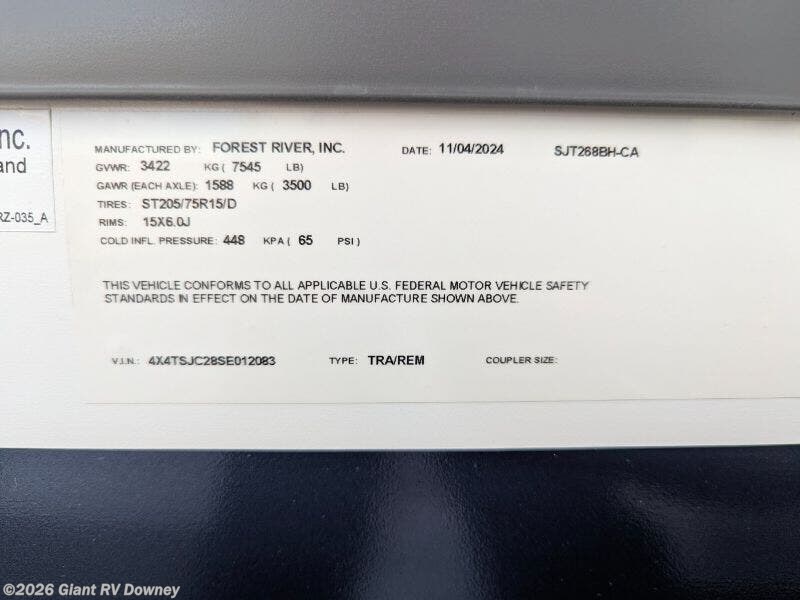 nc.
and
RZ-035_A
MANUFACTURED BY: FOREST RIVER, INC. DATE: 11/04/2024 SJT268BH-CA
GVWR: 3422 KG ( 7545 LB)
GAWR (EACH AXLE): 1588 KG ( 3500 LB)
TIRES: ST205/75R15/D
RIMS: 15X6.0J
COLD INFL. PRESSURE: 448 KPA ( 65 PSI )
THIS VEHICLE CONFORMS TO ALL APPLICABLE U.S. FEDERAL MOTOR VEHICLE SAFETY
STANDARDS IN EFFECT ON THE DATE OF MANUFACTURE SHOWN ABOVE.
V.I.N.: 4X4TSJC28SE012083 TYPE: TRA/REM COUPLER SIZE:
©2026 Giant RV Downey